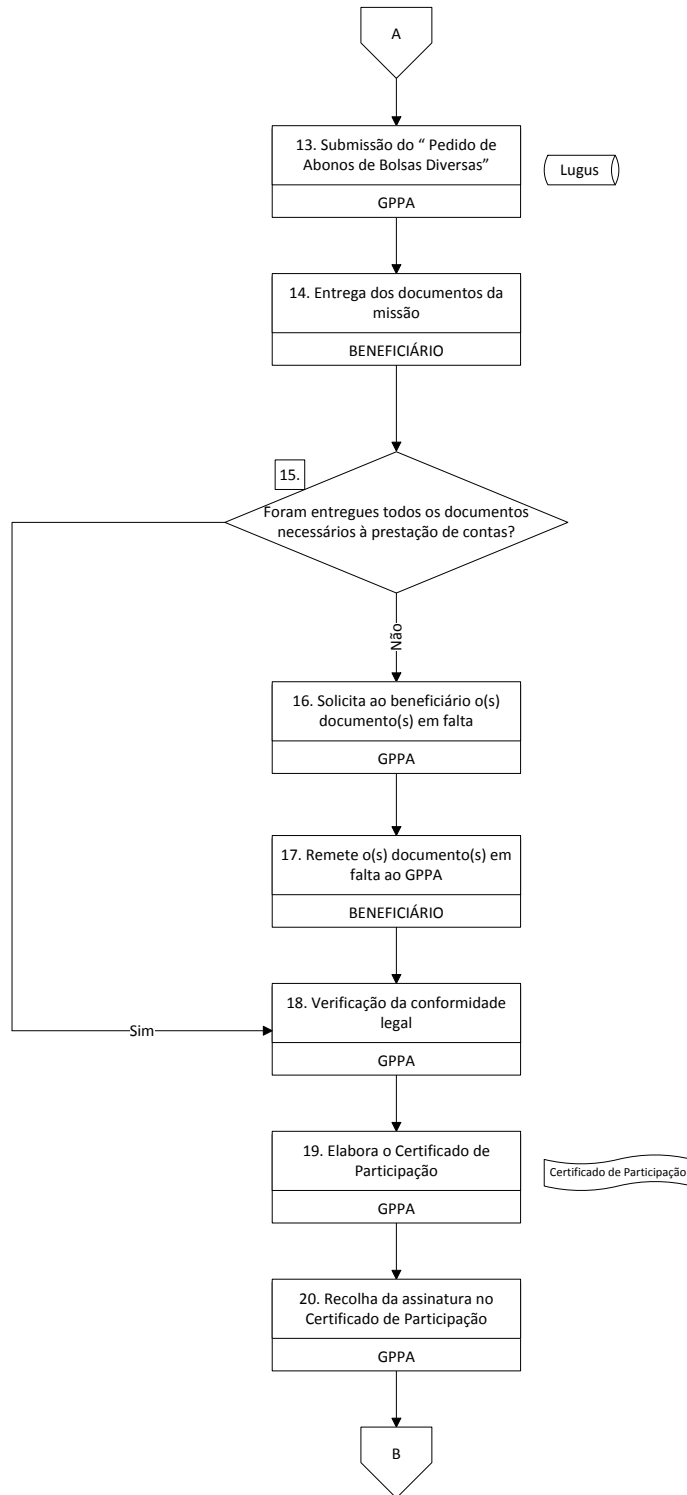 A
13. Submissão do “ Pedido de
Abonos de Bolsas Diversas”
GPPA
Lugus
14. Entrega dos documentos da
missão
BENEFICIÁRIO
15.
Foram entregues todos os documentos
necessários à prestação de contas?
Não
16. Solicita ao beneficiário o(s)
documento(s) em falta
GPPA
17. Remete o(s) documento(s) em
falta ao GPPA
BENEFICIÁRIO
18. Verificação da conformidade
legal
GPPA
Sim
19. Elabora o Certificado de
Participação
GPPA
Certificado de Participação
20. Recolha da assinatura no
Certificado de Participação
GPPA
B